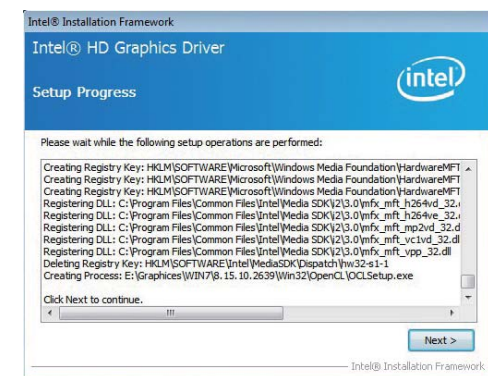 Intel® Installation Framework
Intel® HD Graphics Driver
intel
Setup Progress
Please wait while the following setup operations are performed:
Creating Registry Key: HKLM\SOFTWARE\Microsoft\Windows Media Foundation\HardwareMFT
Creating Registry Key: HKLM\SOFTWARE\Microsoft\Windows Media Foundation\HardwareMFT
Creating Registry Key: HKLM\SOFTWARE\Microsoft\Windows Media Foundation\HardwareMFT
Registering DLL: C:\Program Files\Common Files\Intel\Media SDK\i2\3.0\mfx_mft_h264vd_32.
Registering DLL: C:\Program Files\Common Files\Intel\Media SDK\i2\3.0\mfx_mft_h264ve_32.
Registering DLL: C:\Program Files\Common Files\Intel\Media SDK\i2\3.0\mfx_mft_mp2vd_32.d
Registering DLL: C:\Program Files\Common Files\Intel\Media SDK\i2\3.0\mfx_mft_vc1vd_32.dl
Registering DLL: C:\Program Files\Common Files\Intel\Media SDK\i2\3.0\mfx_mft_vpp_32.dll
Deleting Registry Key: HKLM\SOFTWARE\Intel\MediaSDK\Dispatch\hw32-s1-1
Creating Process: E:\Graphices\WIN7\8.15.10.2639\Win32\OpenCL\OCLSetup.exe
Click Next to continue.
Next >
Intel® Installation Framework